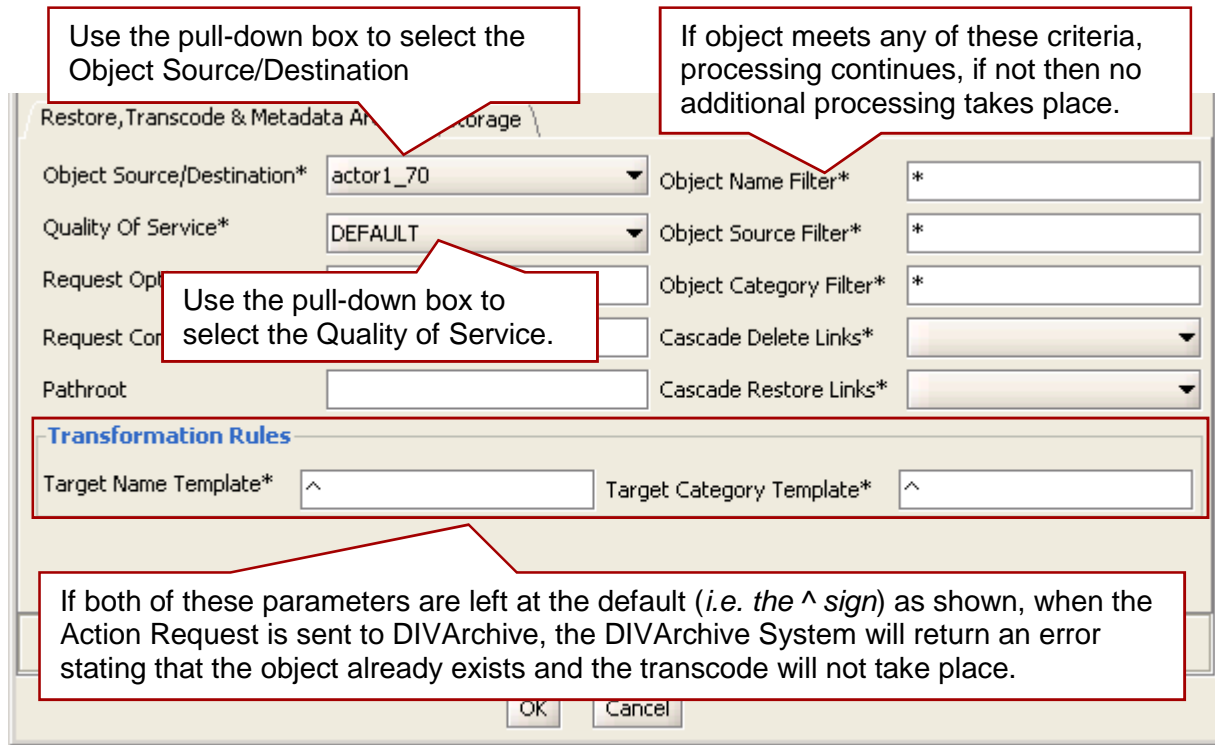 Use the pull-down box to select the
Object Source/Destination
If object meets any of these criteria,
processing continues, if not then no
additional processing takes place.
Restore, Transcode & Metadata Ar
torage
Object Source/Destination*
actor1_70
Object Name Filter*
*
Quality Of Service*
DEFAULT
Object Source Filter*
*
Request Opt
Object Category Filter*
*
Use the pull-down box to
select the Quality of Service.
Request Cor
Cascade Delete Links*
Pathroot
Cascade Restore Links*
Transformation Rules
Target Name Template*
^
Target Category Template*
^
If both of these parameters are left at the default (i.e. the ^ sign) as shown, when the
Action Request is sent to DIVArchive, the DIVArchive System will return an error
stating that the object already exists and the transcode will not take place.
OK
Cancel